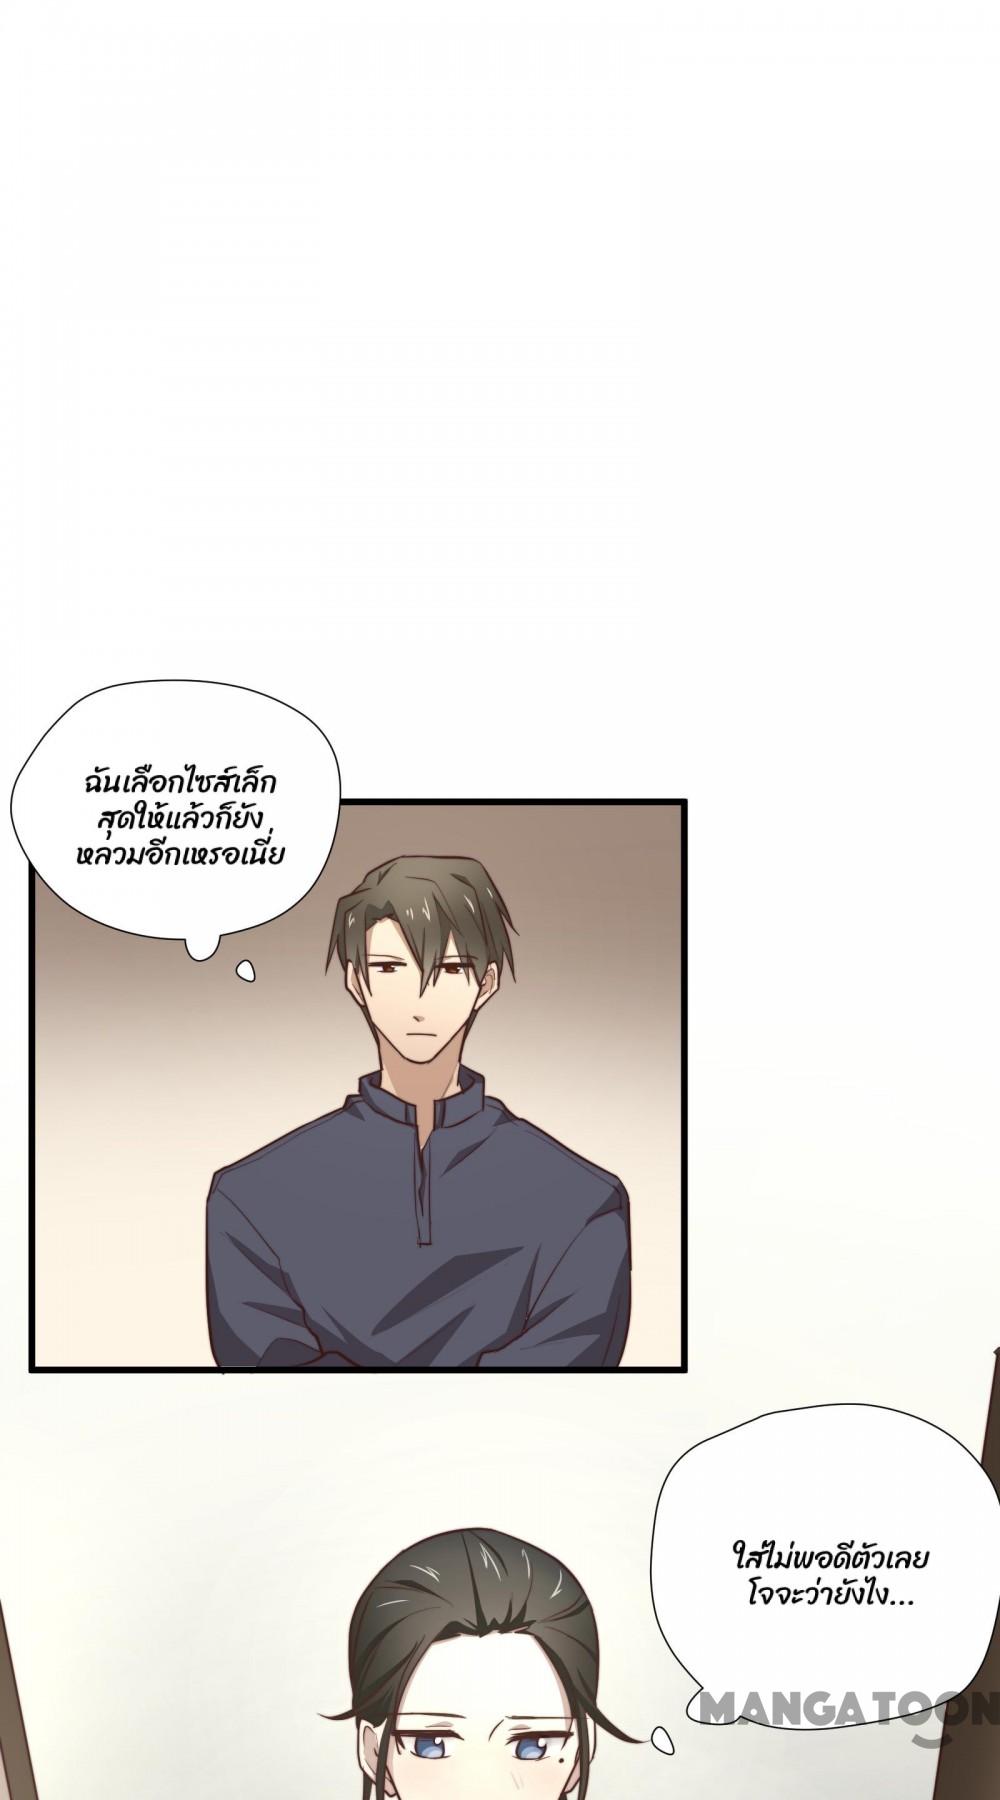 ฉันเลือกไซส์เล็ก
สุดให้แล้วก็ยัง
หลวมอีกเหรอเนี่ย
ใส่ไม่พอดีตัวเลย
โจจะว่ายังไง...
MANGATOON